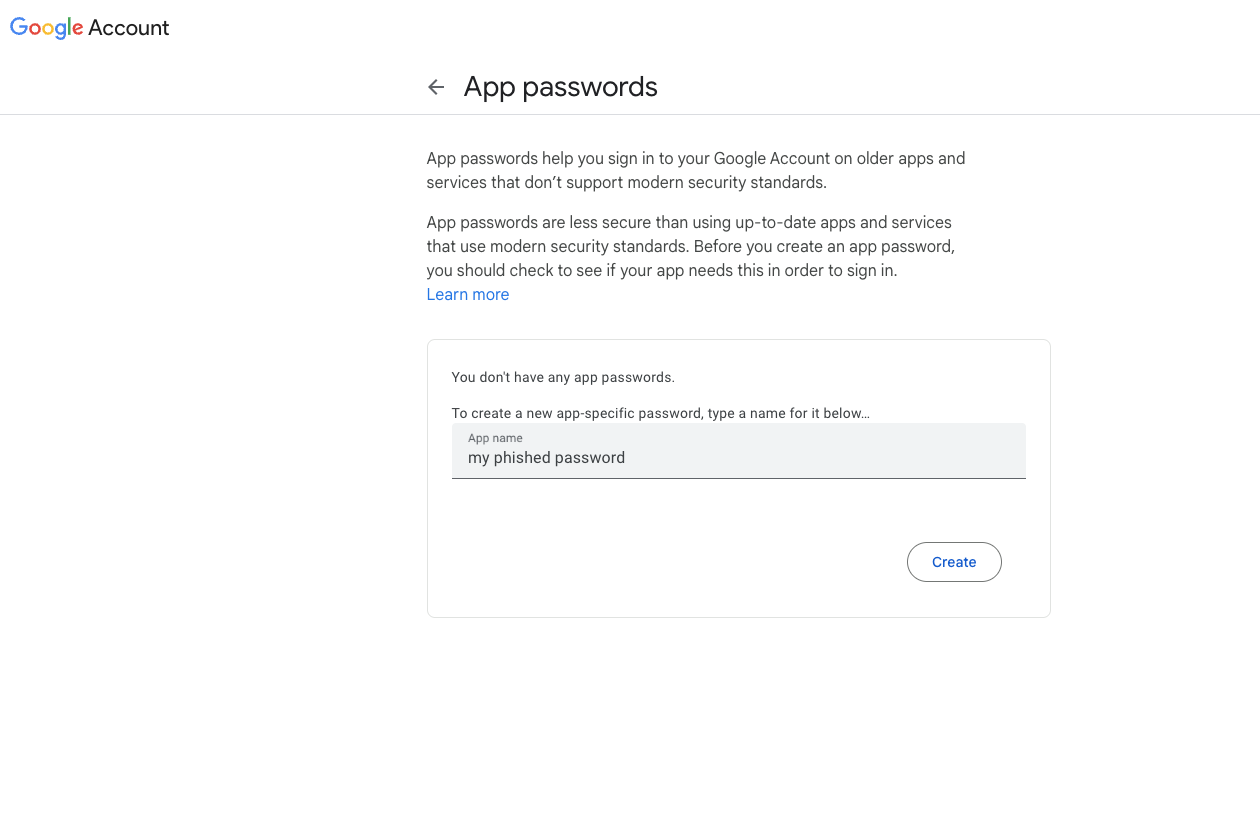 Google Account
App passwords
App passwords help you sign in to your Google Account on older apps and
services that don’t support modern security standards.
App passwords are less secure than using up-to-date apps and services
that use modern security standards. Before you create an app password,
you should check to see if your app needs this in order to sign in.
Learn more
You don't have any app passwords.
To create a new app-specific password, type a name for it below…
App name
my phished password
Create